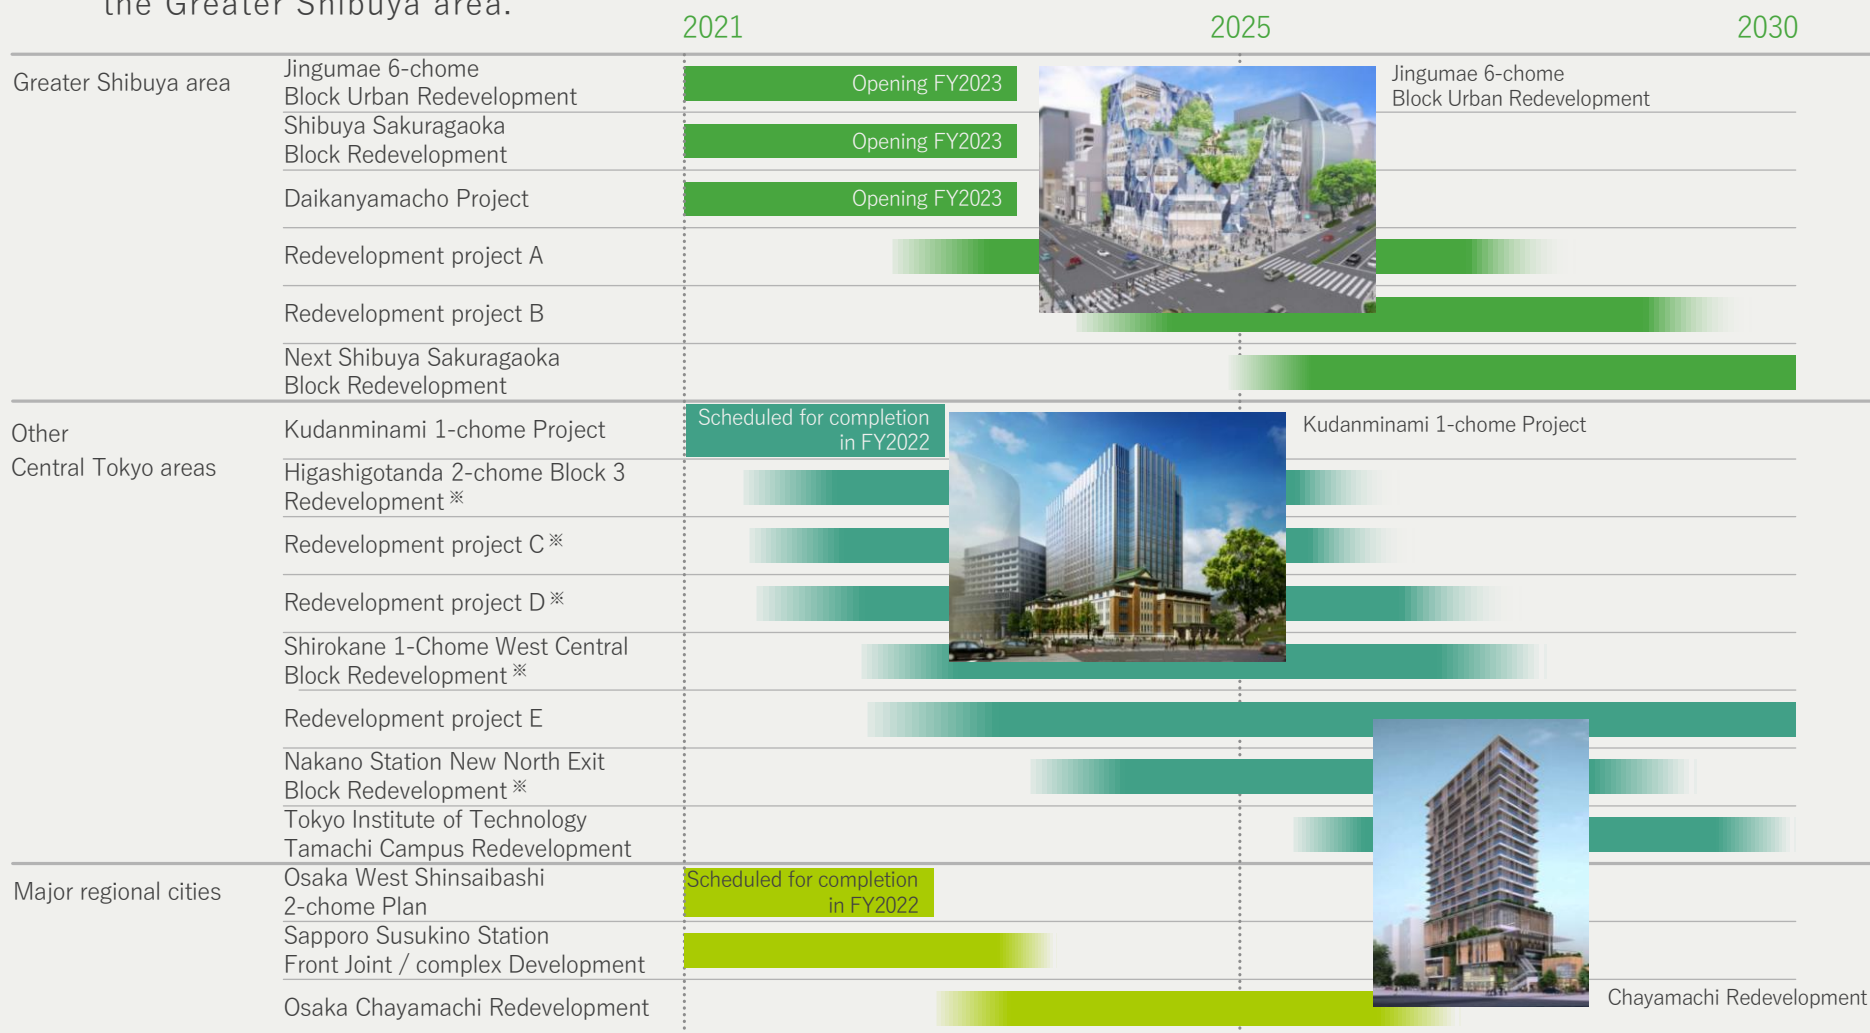 the Greater Shibuya area.
2021
2025
2030
Greater Shibuya area
Jingumae 6-chome
Block Urban Redevelopment
Opening FY2023
Jingumae 6-chome
Block Urban Redevelopment
Shibuya Sakuragaoka
Block Redevelopment
Opening FY2023
Daikanyamacho Project
Opening FY2023
Redevelopment project A
Redevelopment project B
Next Shibuya Sakuragaoka
Block Redevelopment
Other
Central Tokyo areas
Kudanminami 1-chome Project
Scheduled for completion
in FY2022
Kudanminami 1-chome Project
Higashigotanda 2-chome Block 3
Redevelopment※
Redevelopment project C※
Redevelopment project D※
Shirokane 1-Chome West Central
Block Redevelopment※
Redevelopment project E
Nakano Station New North Exit
Block Redevelopment※
Tokyo Institute of Technology
Tamachi Campus Redevelopment
Major regional cities
Osaka West Shinsaibashi
2-chome Plan
Scheduled for completion
in FY2022
Sapporo Susukino Station
Front Joint / complex Development
Osaka Chayamachi Redevelopment
Chayamachi Redevelopment